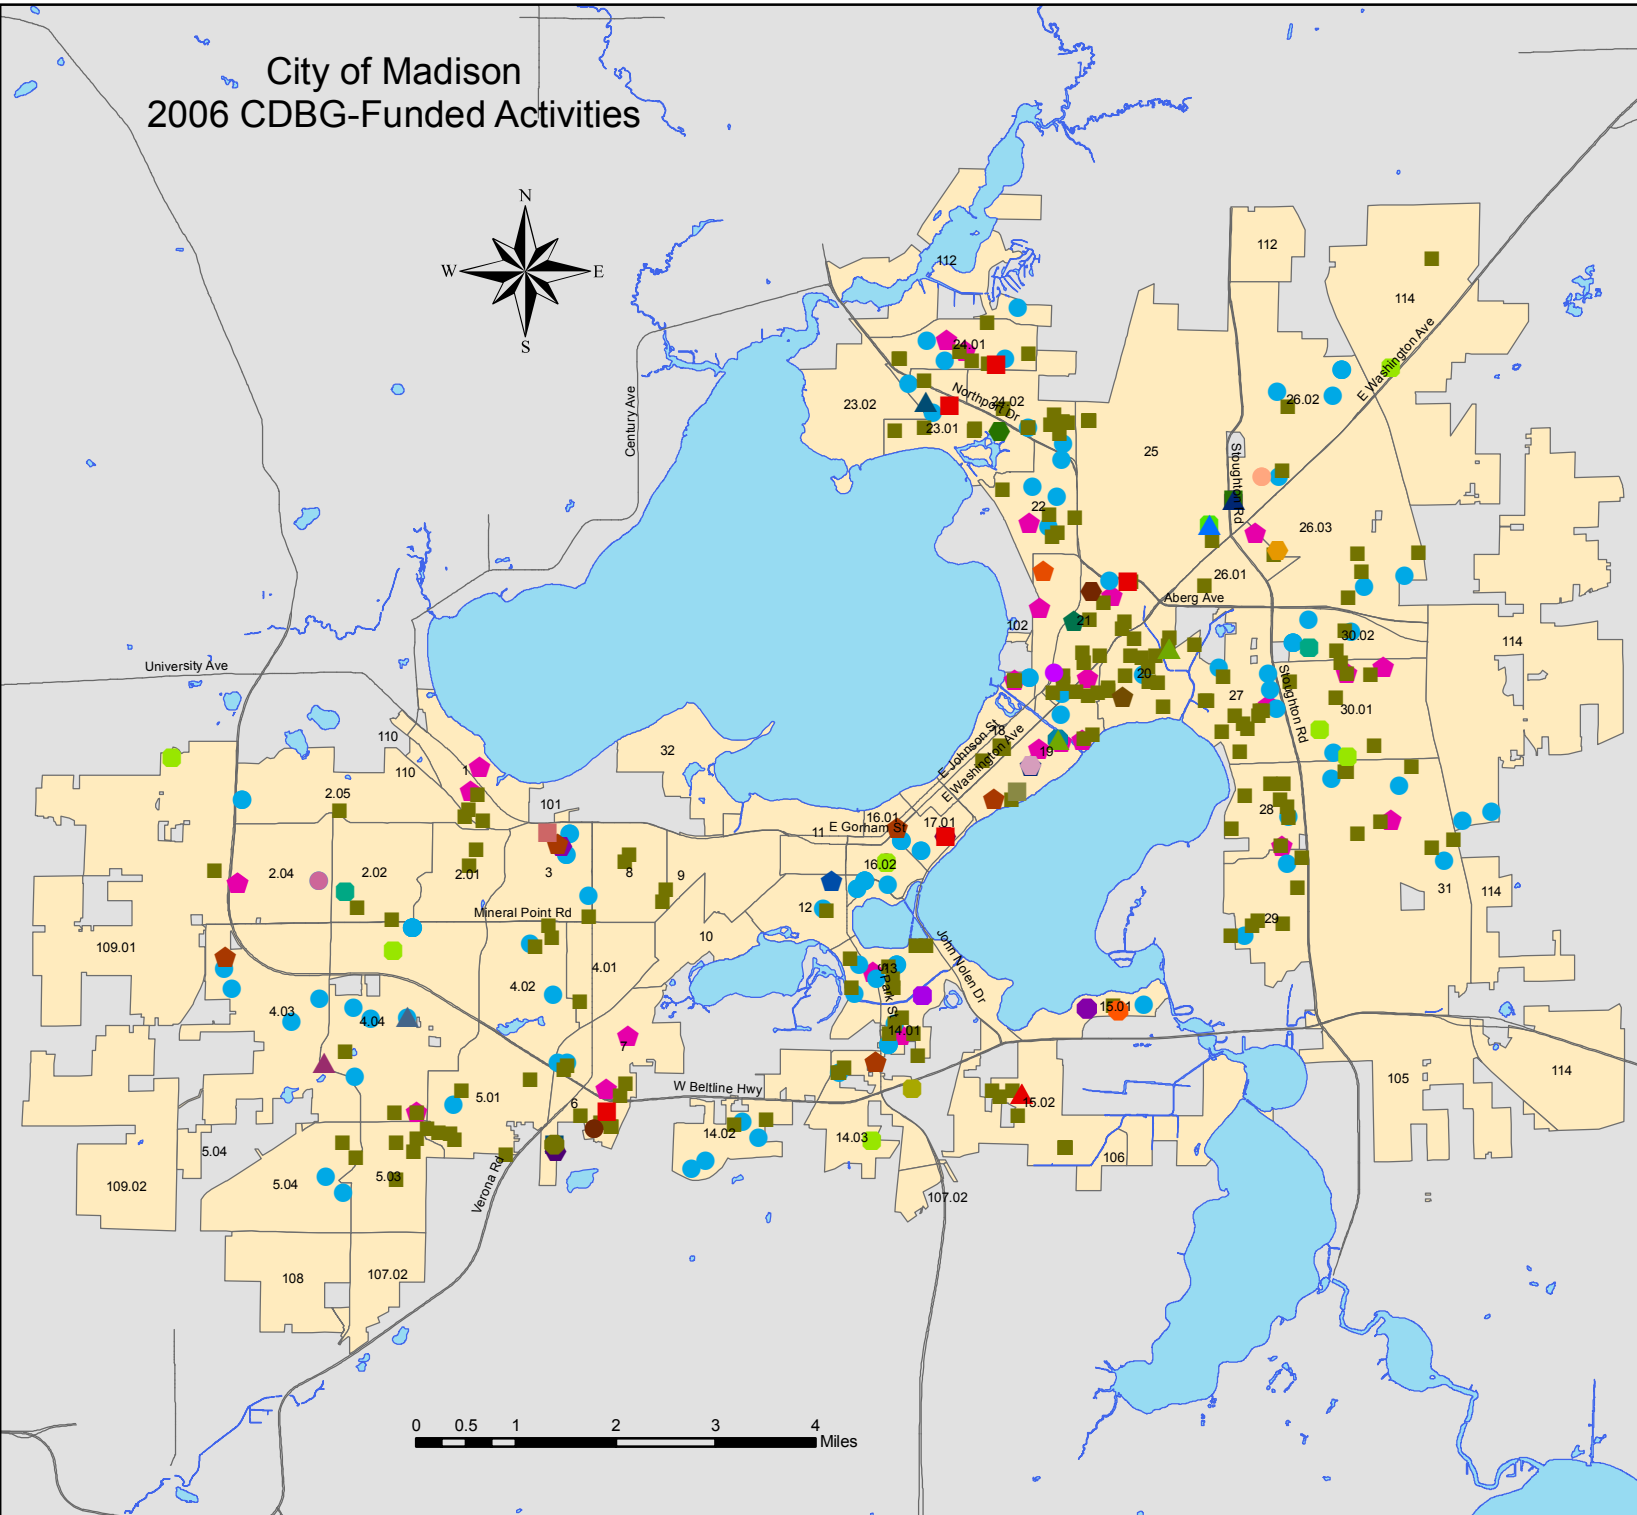 City of Madison
2006 CDBG-Funded Activities
N
W
E
S
112
112
114
24.01
E Washington Ave
23.02
Northport Dr
24.02
26.02
Century Ave
23.01
25
Stoughton Rd
22
26.03
26.01
Aberg Ave
21
102
30.02
114
University Ave
20
27
Stoughton Rd
30.01
110
32
E Johnson St
18
E Washington Ave
19
110
1
2.05
101
16.01
17.01
11
E Gorham St
28
16.02
2.04
2.02
2.01
3
8
9
31
114
12
Mineral Point Rd
29
109.01
10
John Nolen Dr
4.01
13
S Park St
4.02
15.01
4.03
4.04
14.01
7
105
114
W Beltline Hwy
5.01
6
15.02
14.02
14.03
5.04
106
Verona Rd
109.02
5.04
5.03
107.02
108
107.02
0 0.5 1 2 3 4
Miles